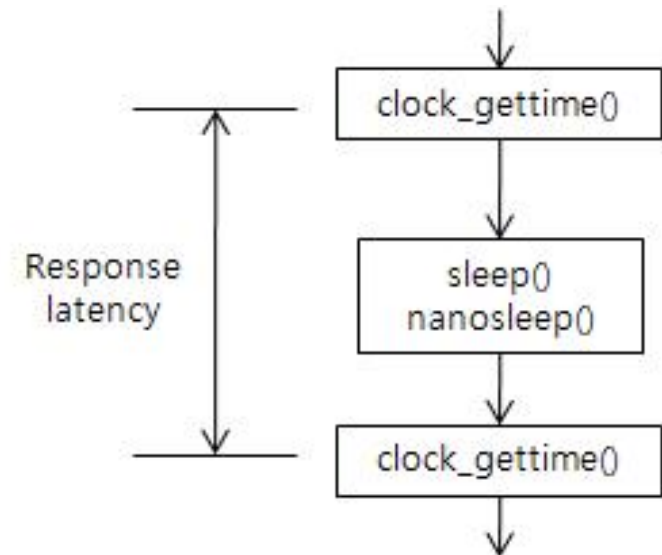 clock_gettime()
Response
latency
sleep()
nanosleep()
clock_gettime()